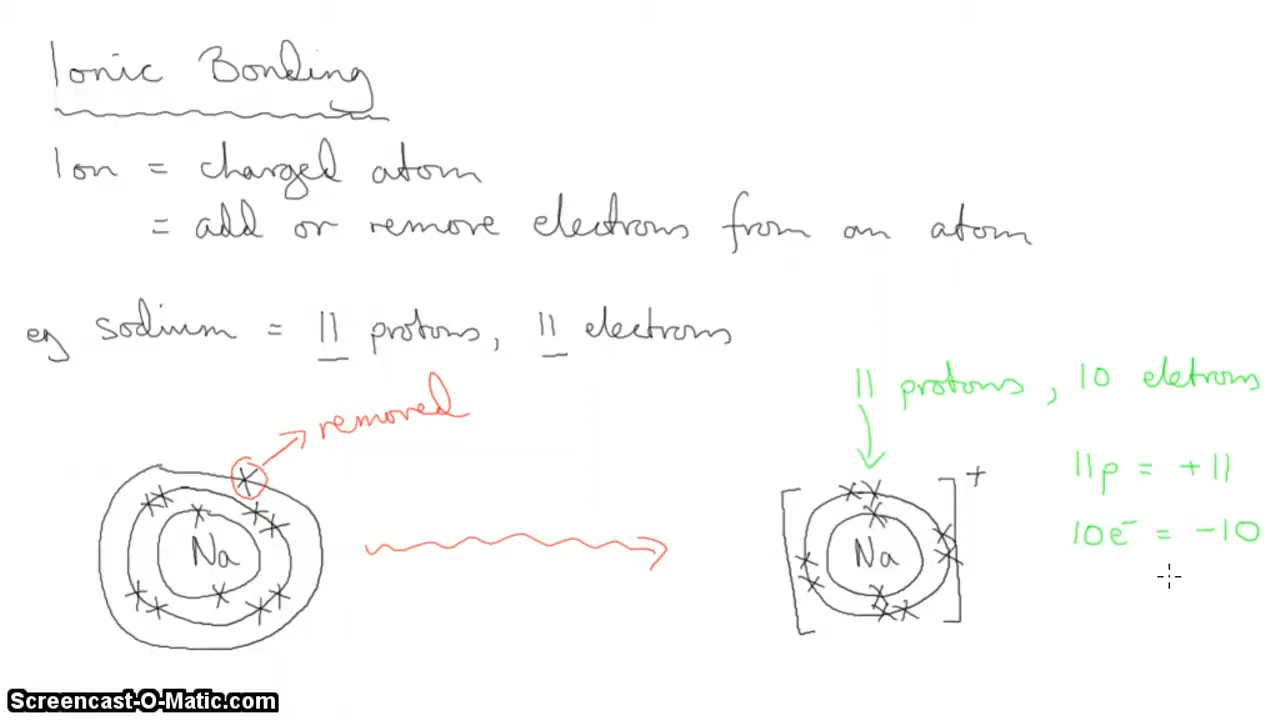 Ionic Bonding
Ion = charged atom
= add or remove electrons from an atom
eg sodium = 11 protons, 11 electrons
removed
11 protons, 10 eletrons
11p = +11
10e⁻ = -10
Na
[Na]+
Screencast-O-Matic.com